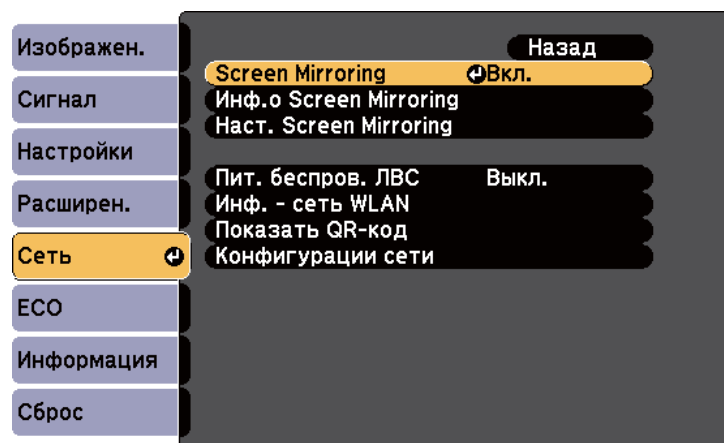 Изображен.
Сигнал
Настройки
Расширен.
Сеть
ECO
Информация
Сброс
Назад
Screen Mirroring Вкл.
Инф.о Screen Mirroring
Наст. Screen Mirroring
Пит. беспров. ЛВС Выкл.
Инф. - сеть WLAN
Показать QR-код
Конфигурации сети